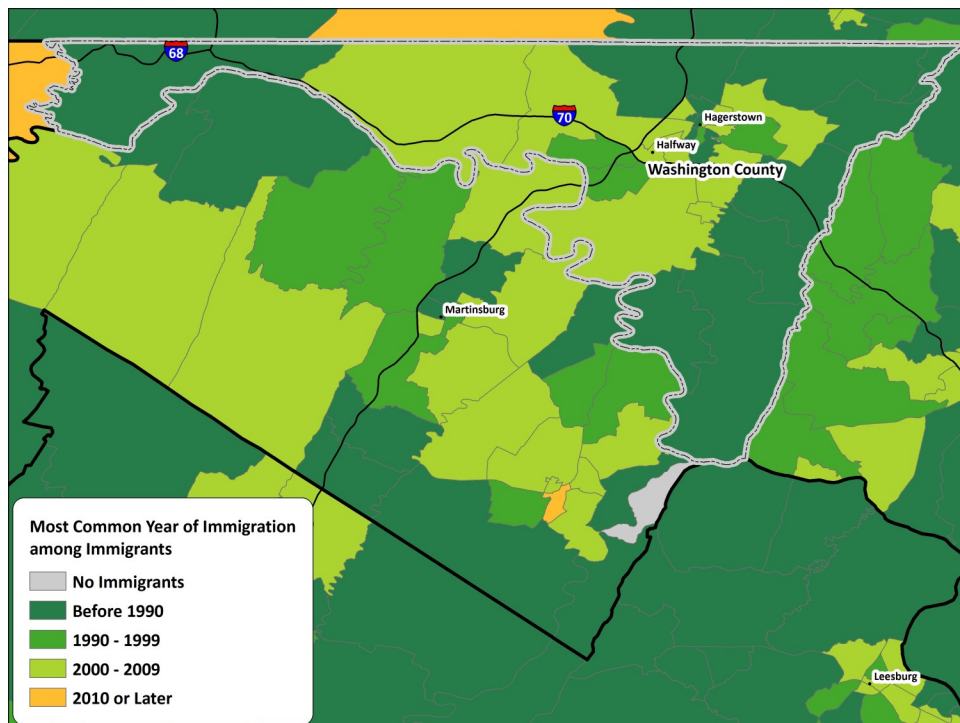 68
70
Hagerstown
Halfway
Washington County
Martinsburg
Most Common Year of Immigration
among Immigrants
No Immigrants
Before 1990
1990 - 1999
2000 - 2009
2010 or Later
Leesburg